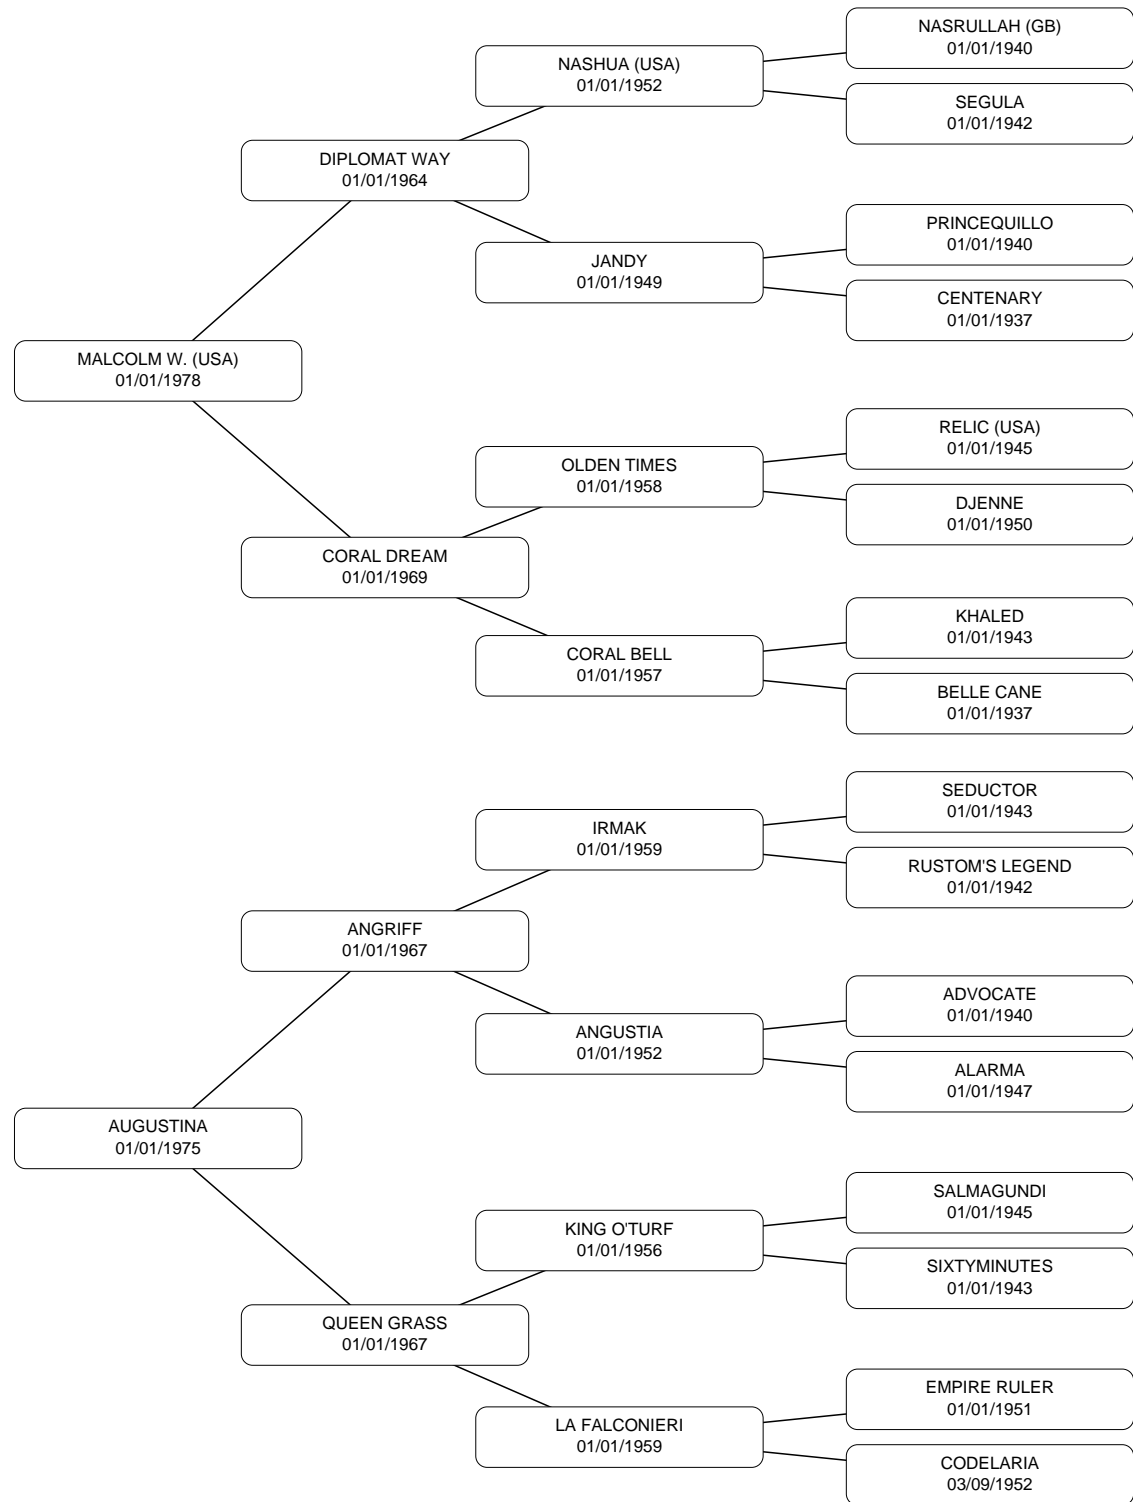 NASRULLAH (GB)
01/01/1940
NASHUA (USA)
01/01/1952
SEGULA
01/01/1942
DIPLOMAT WAY
01/01/1964
PRINCEQUILLO
01/01/1940
JANDY
01/01/1949
CENTENARY
01/01/1937
MALCOLM W. (USA)
01/01/1978
RELIC (USA)
01/01/1945
OLDEN TIMES
01/01/1958
DJENNE
01/01/1950
CORAL DREAM
01/01/1969
KHALED
01/01/1943
CORAL BELL
01/01/1957
BELLE CANE
01/01/1937
SEDUCTOR
01/01/1943
IRMAK
01/01/1959
RUSTOM'S LEGEND
01/01/1942
ANGRIFF
01/01/1967
ADVOCATE
01/01/1940
ANGUSTIA
01/01/1952
ALARMA
01/01/1947
AUGUSTINA
01/01/1975
SALMAGUNDI
01/01/1945
KING O'TURF
01/01/1956
SIXTYMINUTES
01/01/1943
QUEEN GRASS
01/01/1967
EMPIRE RULER
01/01/1951
LA FALCONIERI
01/01/1959
CODELARIA
03/09/1952